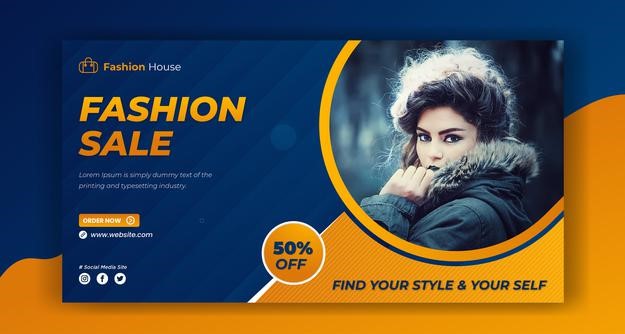 Fashion House
FASHION
SALE
Lorem Ipsum is simply dummy text of the
printing and typesetting industry.
ORDER NOW
www.website.com
# Social Media Site
50%
OFF
FIND YOUR STYLE & YOUR SELF